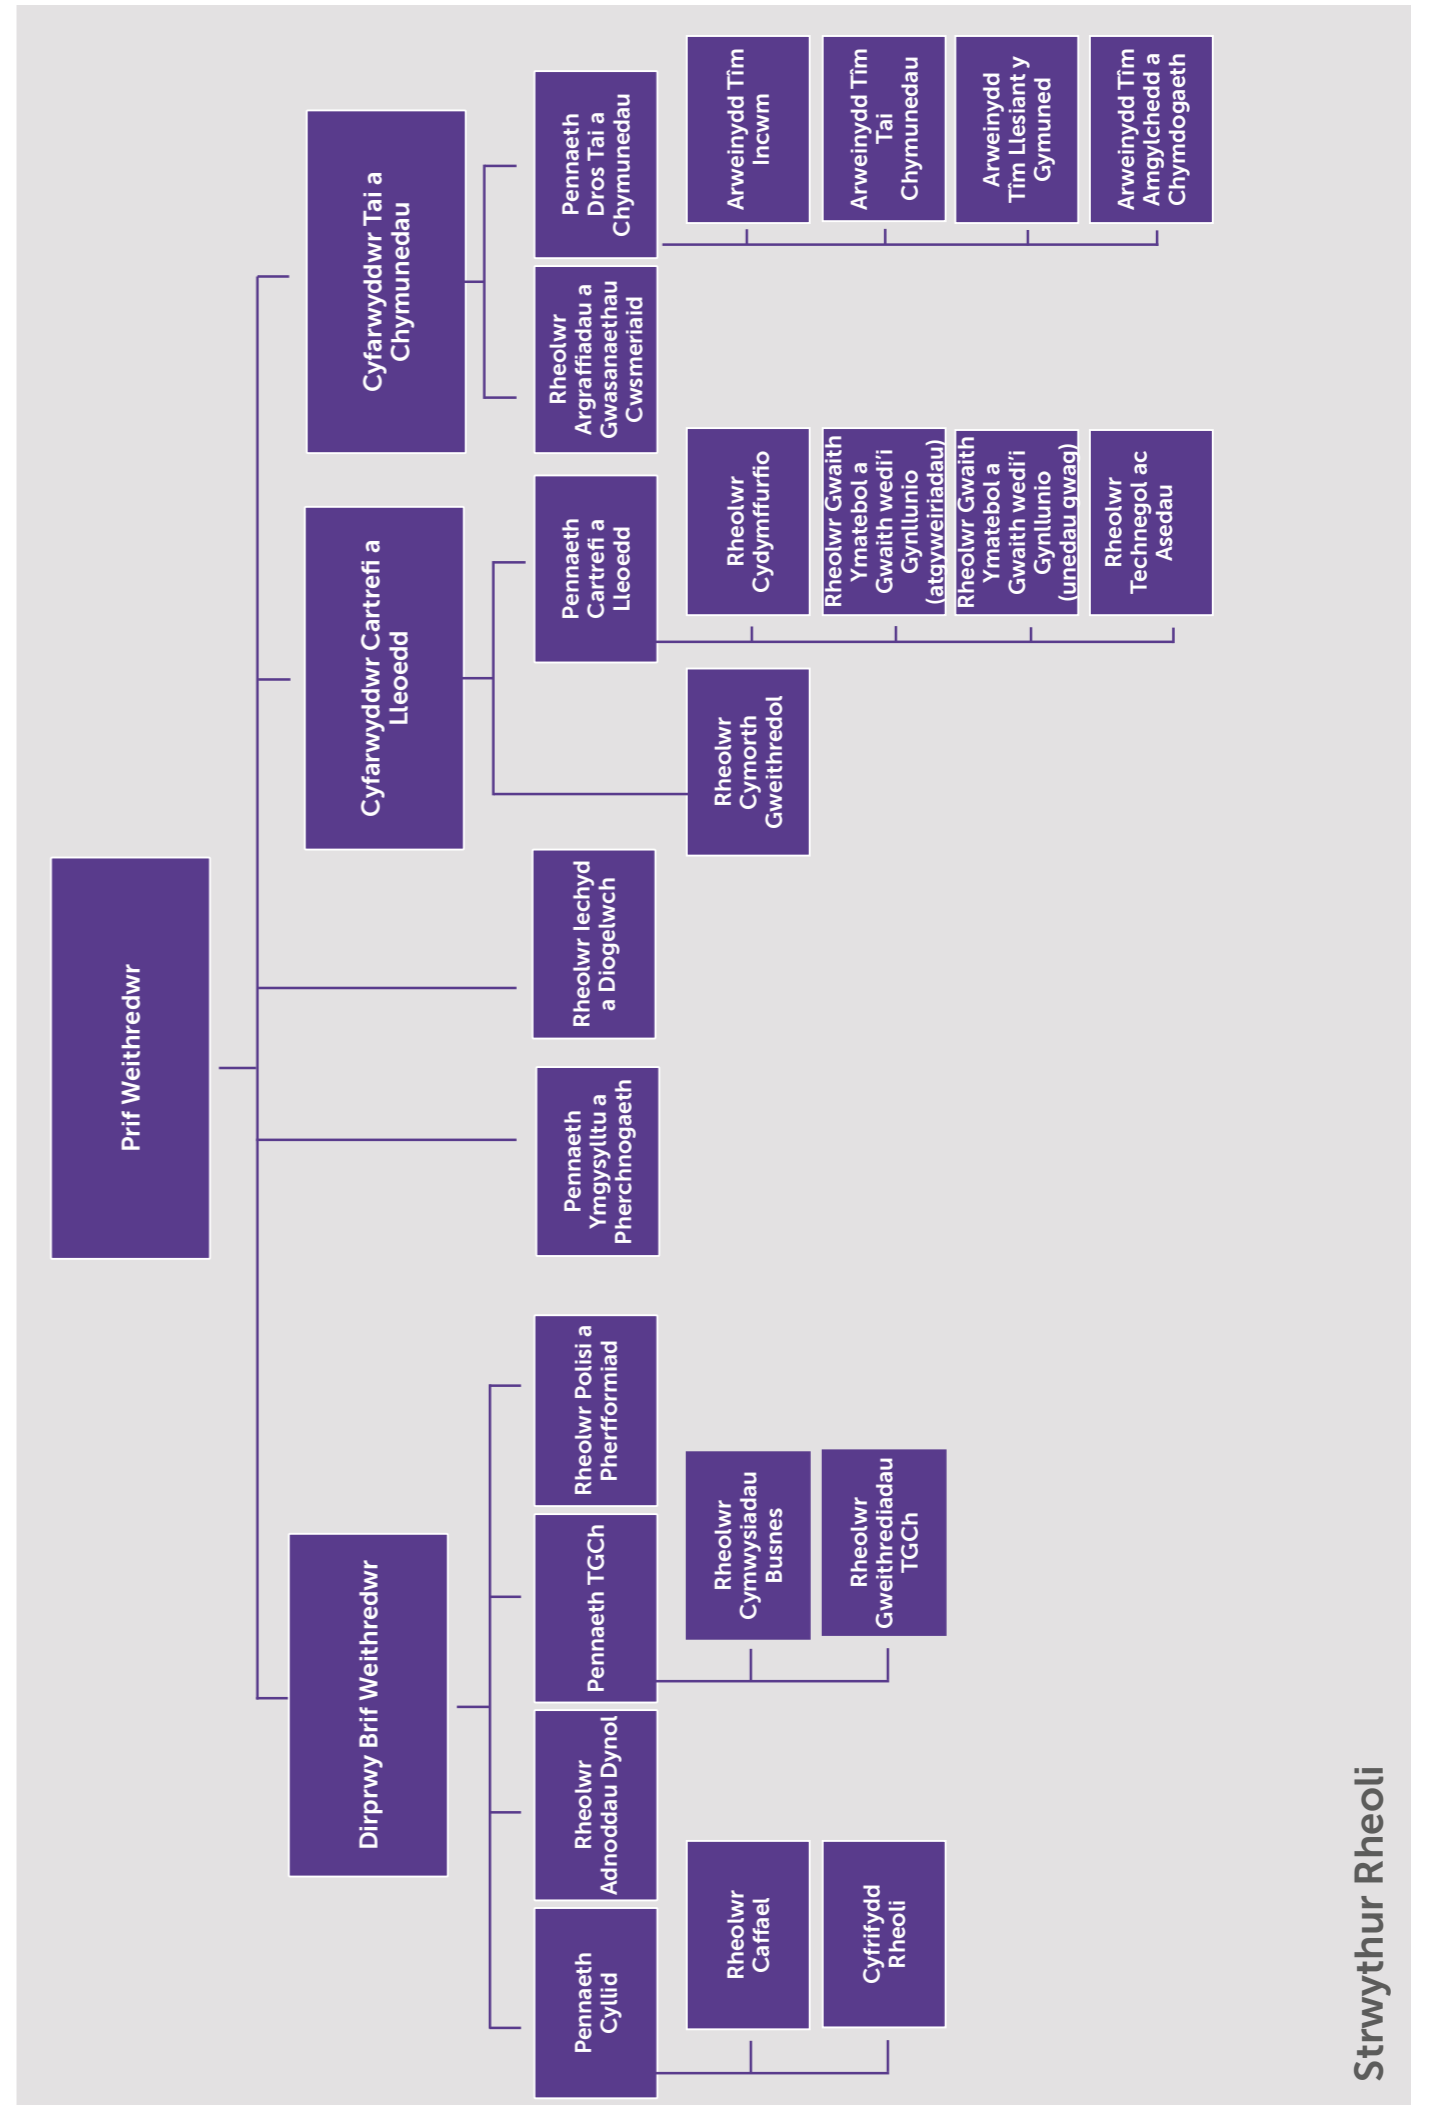 Prif Weithredwr
Dirprwy Brif Weithredwr
Cyfarwyddwr Cartrefi a
Lleoedd
Cyfarwyddwr Tai a
Chymunedau
Pennaeth
Cyllid
Rheolwr
Adnoddau Dynol
Pennaeth TGCh
Rheolwr Polisi a
Pherfformiad
Pennaeth
Ymgysylltu a
Pherchnogaeth
Rheolwr Iechyd
a Diogelwch
Pennaeth
Cartrefi a
Lleoedd
Rheolwr
Argraffiadau a
Gwasanaethau
Cwsmeriaid
Pennaeth
Dros Tai a
Chymunedau
Rheolwr
Caffael
Cyfrifydd
Rheoli
Rheolwr
Cymwysiadau
Busnes
Rheolwr
Gweithrediadau
TGCh
Rheolwr
Cymorth
Gweithredol
Rheolwr
Cydymffurfio
Rheolwr Gwaith
Ymatebol a
Gwaith wedi’i
Gynllunio
(atgyweiriadau)
Rheolwr Gwaith
Ymatebol a
Gwaith wedi’i
Gynllunio
(unedau gwag)
Rheolwr
Technegol ac
Asedau
Arweinydd Tîm
Incwm
Arweinydd Tîm
Tai
Chymunedau
Arweinydd
Tîm Llesiant y
Gymuned
Arweinydd Tîm
Amgylchedd a
Chymdogaeth
Strwythur Rheoli